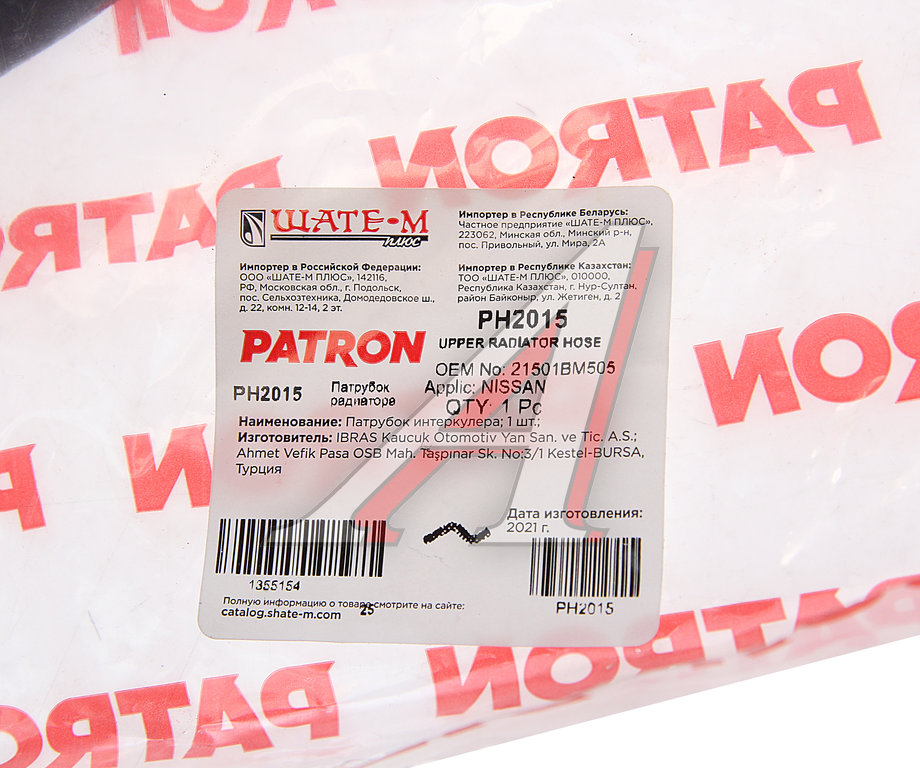 PATRON
PATRON
PATRON
ШАТЕ-М
плюс
Импортер в Республике Беларусь:
Частное предприятие «ШАТЕ-М ПЛЮС»,
223062, Минская обл., Минский р-н,
пос. Привольный, ул. Мира, 2А
Импортер в Российской Федерации:
ООО «ШАТЕ-М ПЛЮС», 142116,
РФ, Московская обл., г. Подольск,
пос. Сельхозтехника, Домодедовское ш.,
д. 22, комн. 12-14, 2 эт.
Импортер в Республике Казахстан:
ТОО «ШАТЕ-М ПЛЮС», 010000,
Республика Казахстан, г. Нур-Султан,
район Байконыр, ул. Жетиген, д. 2
PH2015
UPPER RADIATOR HOSE
PATRON
OEM No: 21501BM505
PH2015
Патрубок
радиатора
Applic: NISSAN
QTY: 1 Pc
Наименование: Патрубок интеркулера; 1 шт.;
Изготовитель: IBRAS Kaucuk Otomotiv Yan San. ve Tic. A.S.;
Ahmet Vefik Pasa OSB Mah. Taşpınar Sk. No:3/1 Kestel-BURSA,
Турция
Дата изготовления:
2021 г.
1355154
PH2015
Полную информацию о товаре смотрите на сайте:
catalog.shate-m.com
25
PATRON
PATRON